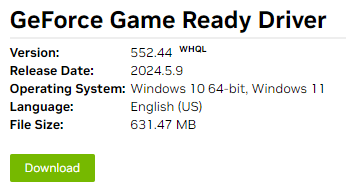 GeForce Game Ready Driver
Version: 552.44 WHQL
Release Date: 2024.5.9
Operating System: Windows 10 64-bit, Windows 11
Language: English (US)
File Size: 631.47 MB
Download